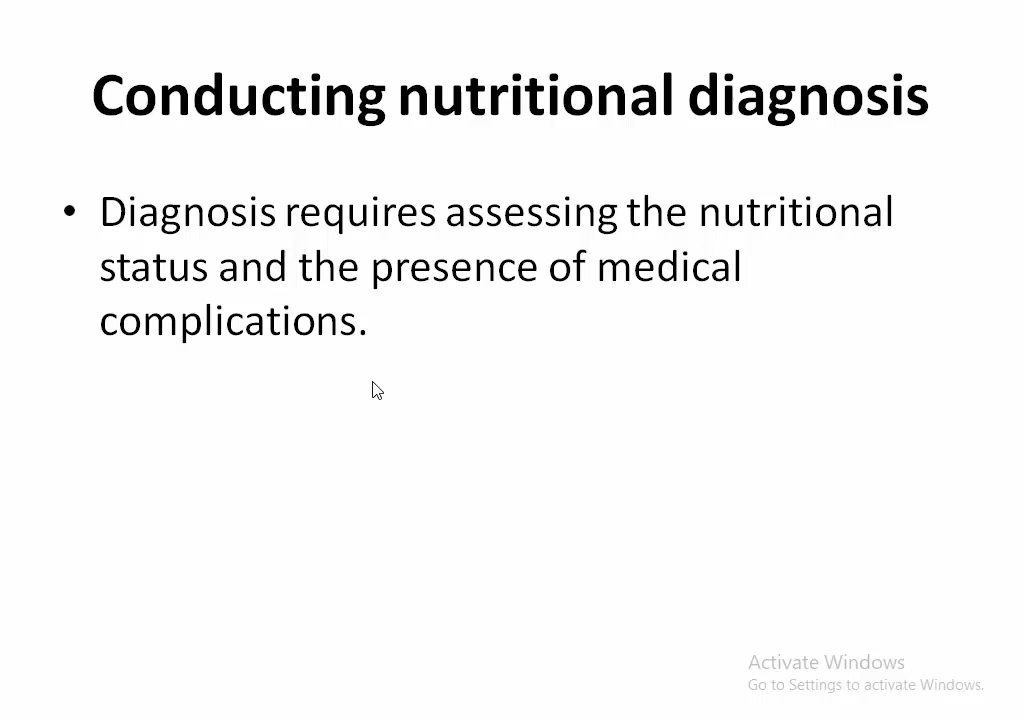 Conducting nutritional diagnosis
• Diagnosis requires assessing the nutritional
status and the presence of medical
complications.
Activate Windows
Go to Settings to activate Windows.